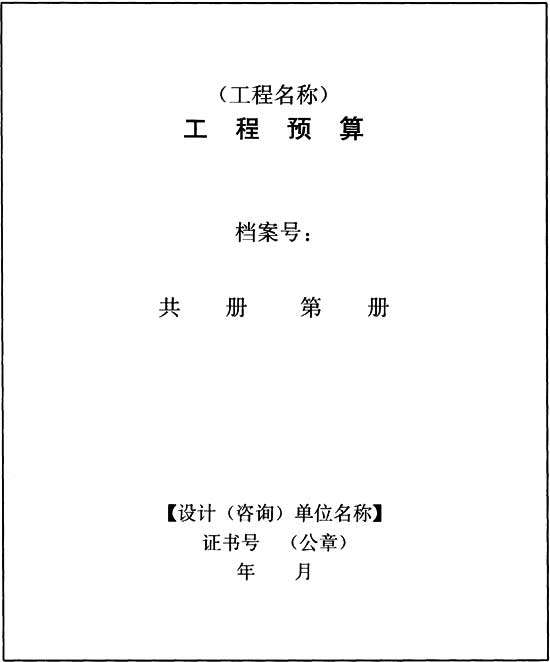 （工程名称）
工 程 预 算
档案号：
共 册 第 册
【设计（咨询）单位名称】
证书号 （公章）
年 月